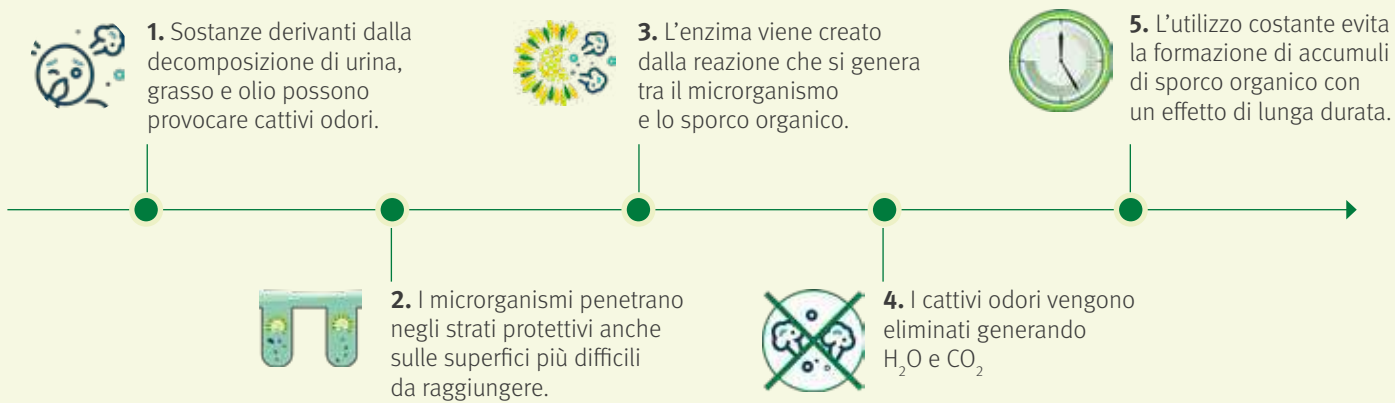 1. Sostanze derivanti dalla
decomposizione di urina,
grasso e olio possono
provocare cattivi odori.
2. I microrganismi penetrano
negli strati protettivi anche
sulle superfici più difficili
da raggiungere.
3. L'enzima viene creato
dalla reazione che si genera
tra il microrganismo
e lo sporco organico.
4. I cattivi odori vengono
eliminati generando
H₂O e CO₂
5. L'utilizzo costante evita
la formazione di accumuli
di sporco organico con
un effetto di lunga durata.